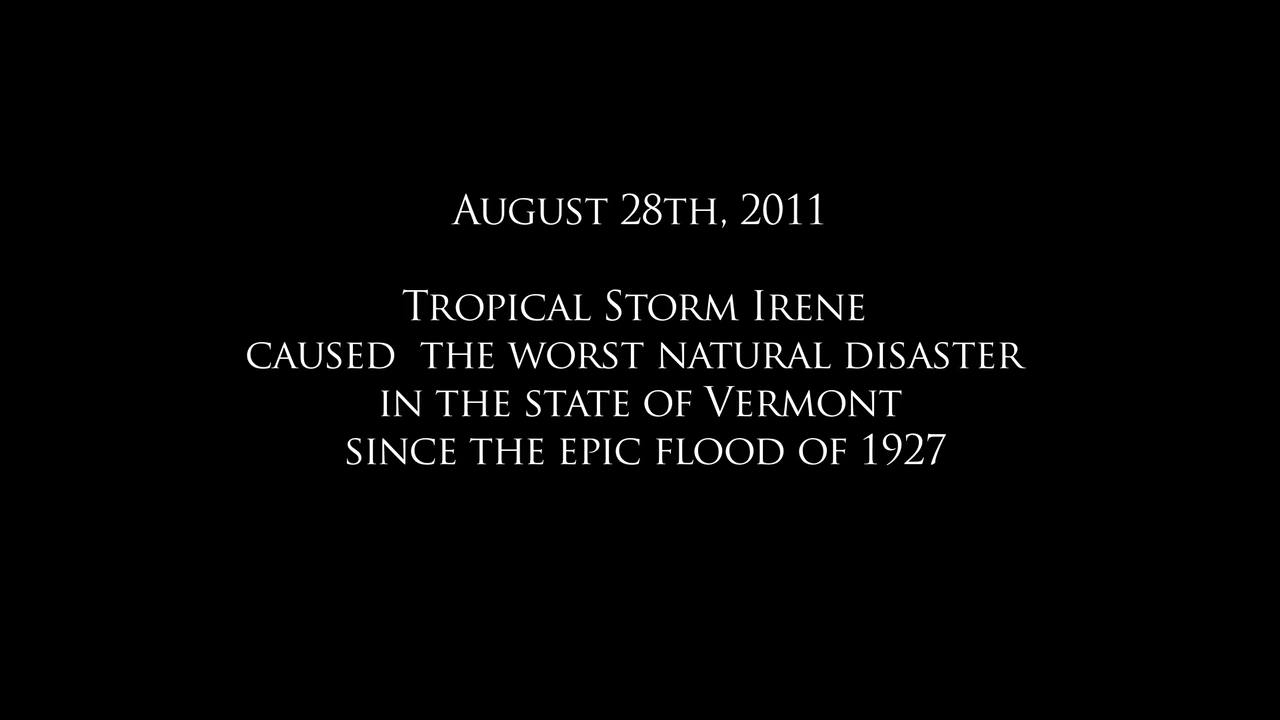 August 28th, 2011
Tropical Storm Irene
caused  the worst natural disaster
in the state of Vermont
since the epic flood of 1927